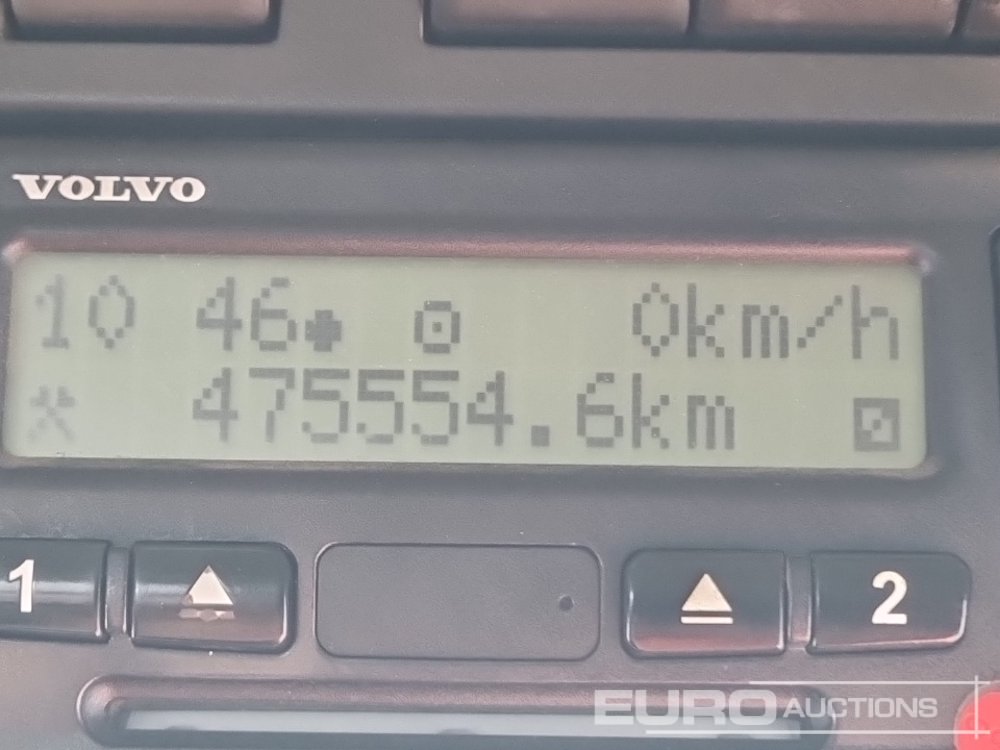 VOLVO
10 46 0km/h
475554.6km
1 2
EURO AUCTIONS